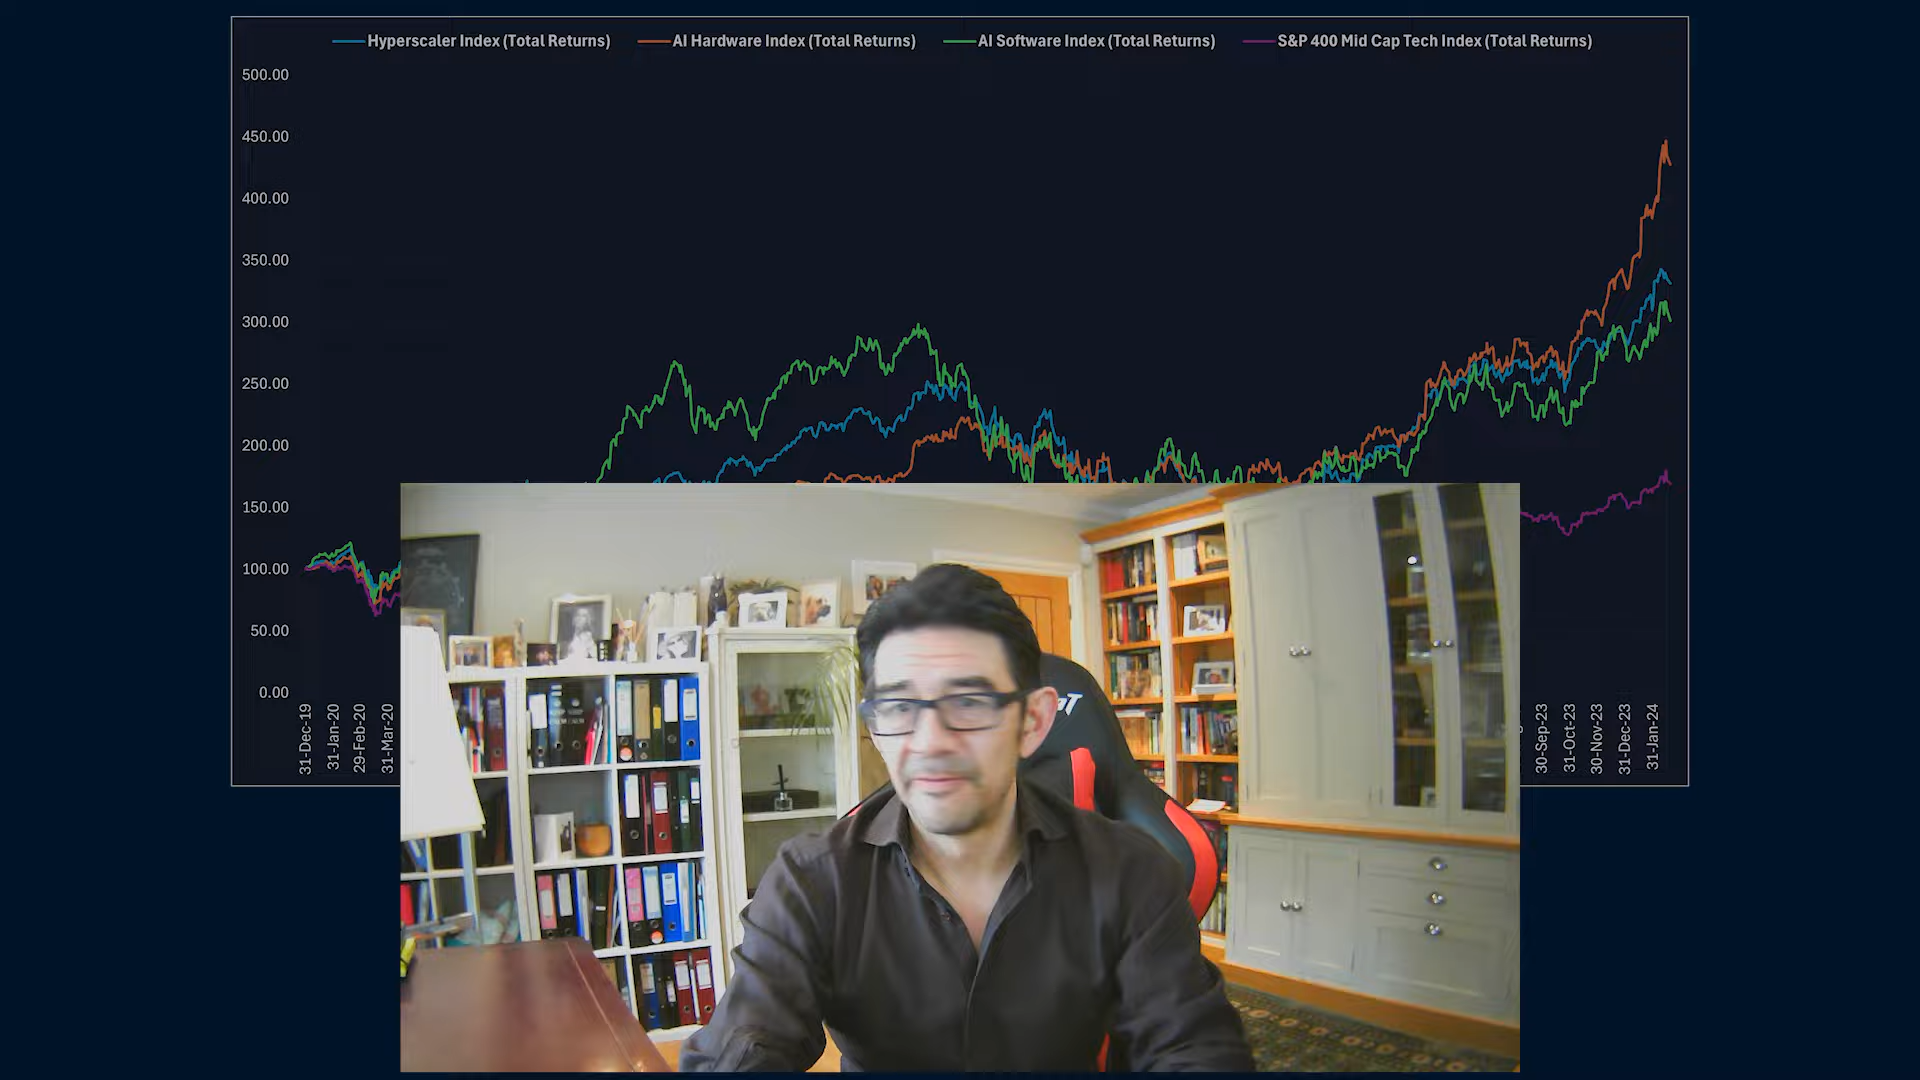 Hyperscaler Index (Total Returns) AI Hardware Index (Total Returns) AI Software Index (Total Returns) S&P 400 Mid Cap Tech Index (Total Returns)
500.00
450.00
400.00
350.00
300.00
250.00
200.00
150.00
100.00
50.00
0.00
31-Dec-19
31-Jan-20
29-Feb-20
31-Mar-20
30-Sep-23
31-Oct-23
30-Nov-23
31-Dec-23
31-Jan-24